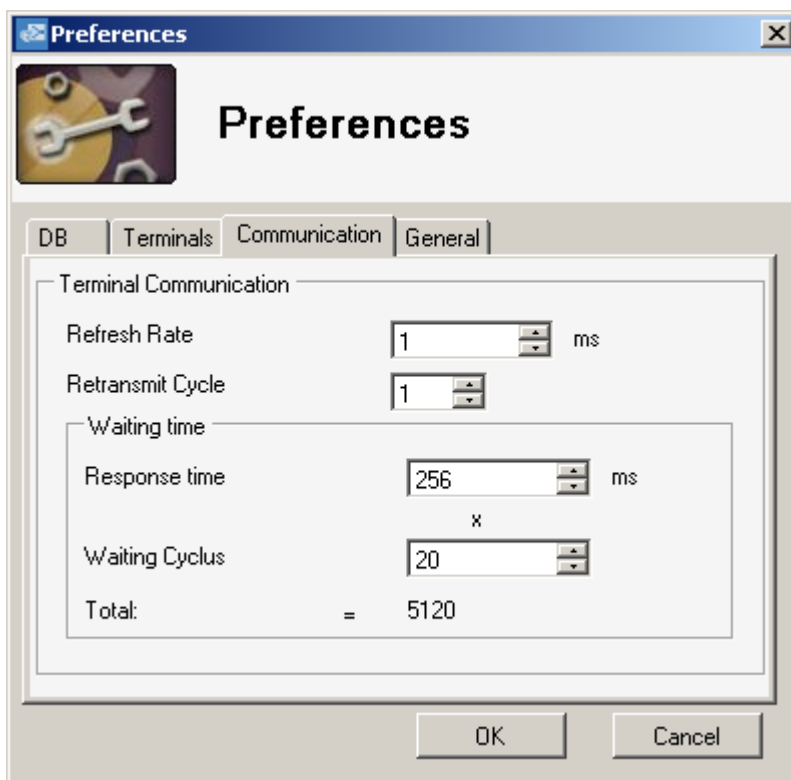 Preferences
Preferences
DB Terminals Communication General
Terminal Communication
Refresh Rate 1 ms
Retransmit Cycle 1
Waiting time
Response time 256 ms
x
Waiting Cyclus 20
Total: = 5120
OK Cancel